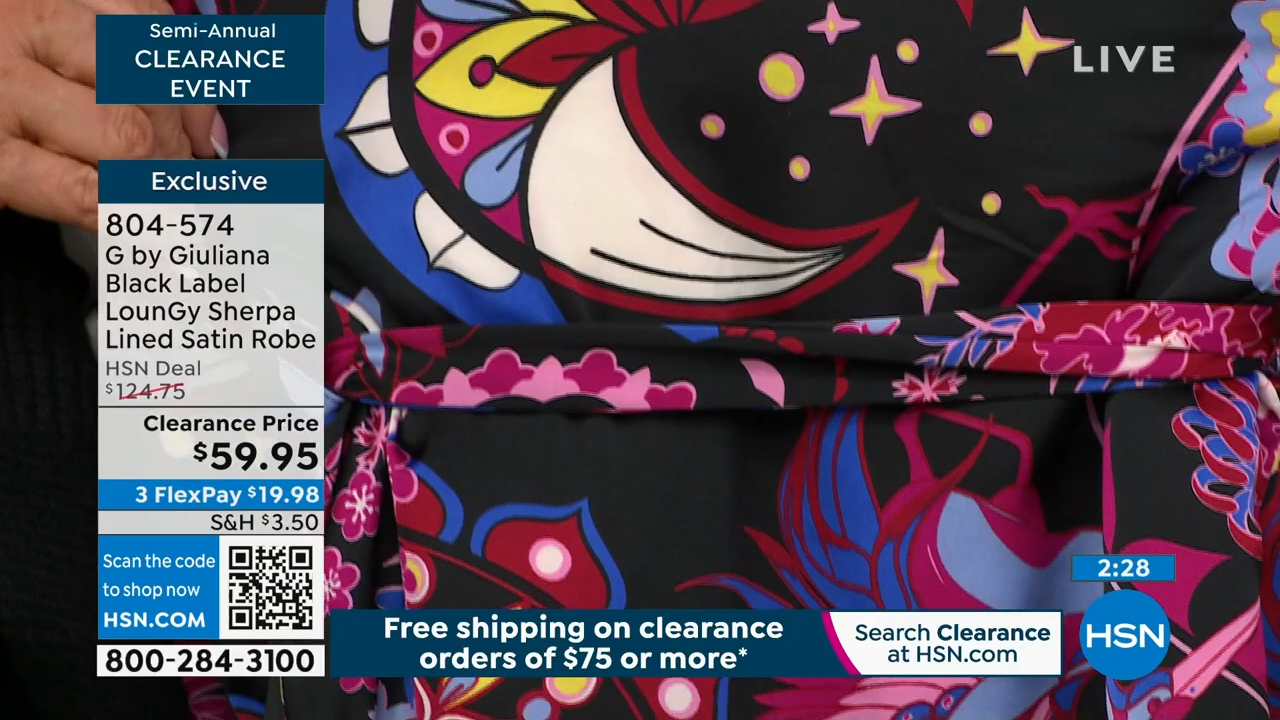 Semi-Annual
CLEARANCE
EVENT
LIVE
Exclusive
804-574
G by Giuliana
Black Label
LounGy Sherpa
Lined Satin Robe
HSN Deal
$124.75
Clearance Price
$59.95
3 FlexPay $19.98
S&H $3.50
Scan the code
to shop now
HSN.COM
800-284-3100
Free shipping on clearance
orders of $75 or more*
Search Clearance
at HSN.com
2:28
HSN